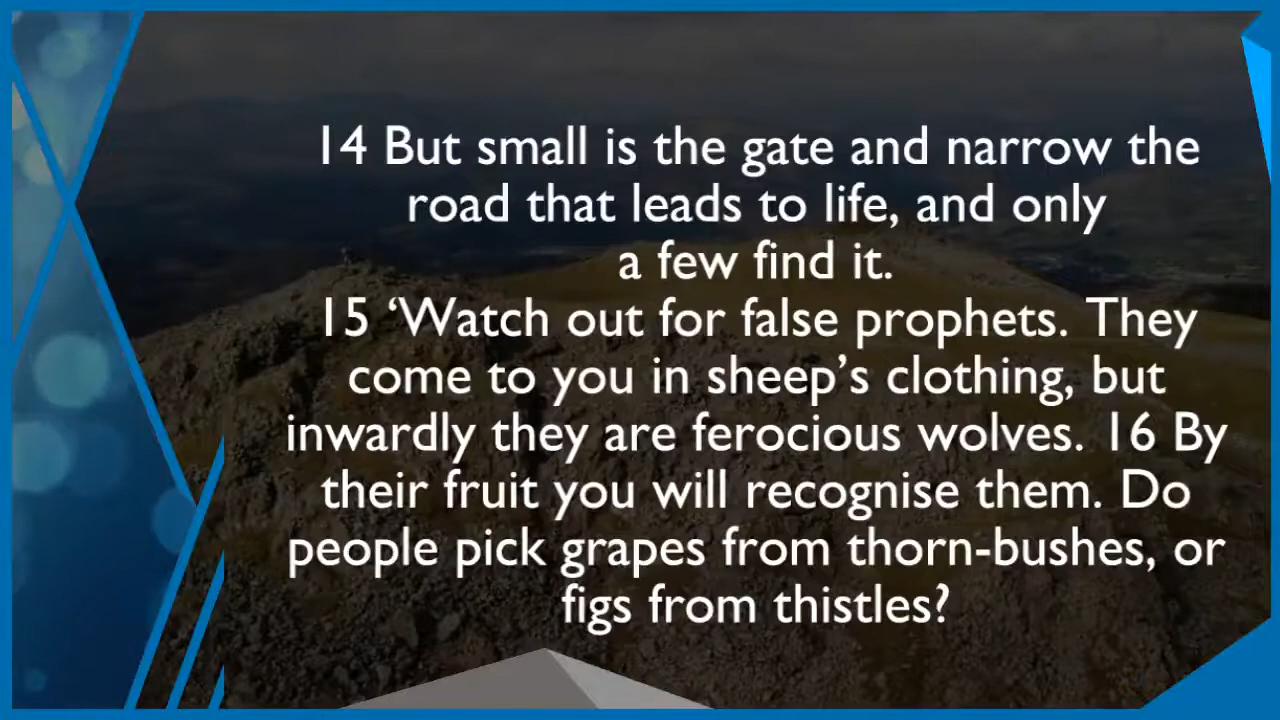 14 But small is the gate and narrow the
road that leads to life, and only
a few find it.
15 ‘Watch out for false prophets. They
come to you in sheep’s clothing, but
inwardly they are ferocious wolves. 16 By
their fruit you will recognise them. Do
people pick grapes from thorn-bushes, or
figs from thistles?